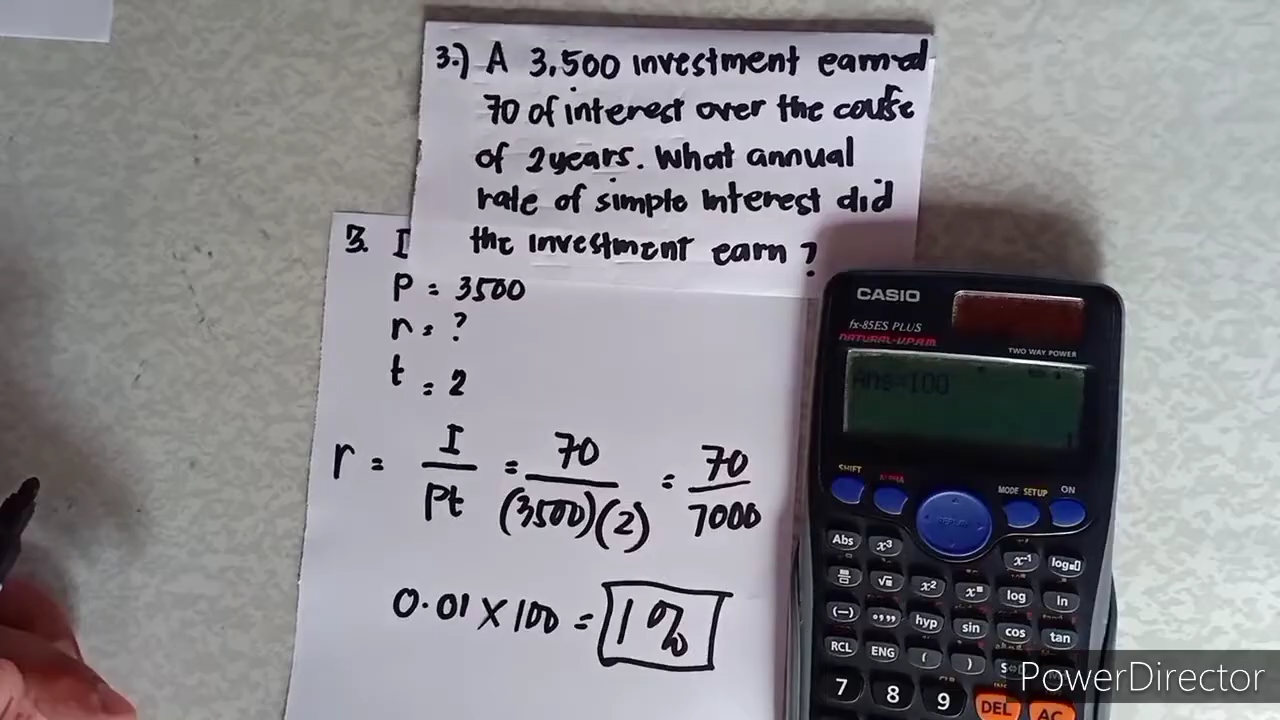 3.) A 3,500 investment earned
70 of interest over the course
of 2 years. What annual
rate of simple interest did
the investment earn?
3. I
P = 3500
r = ?
t = 2
r = I/Pt = 70/(3500)(2) = 70/7000
0.01 x 100 = 1%
CASIO
fx-85ES PLUS
NATURAL-V.P.A.M.
TWO WAY POWER
Ans×100
1
SHIFT ALPHA MODE SETUP ON
REPLAY
Abs x³ x⁻¹ log
√ x² log ln
(-) hyp sin cos tan
RCL ENG ( )
7 8 9 DEL AC
PowerDirector